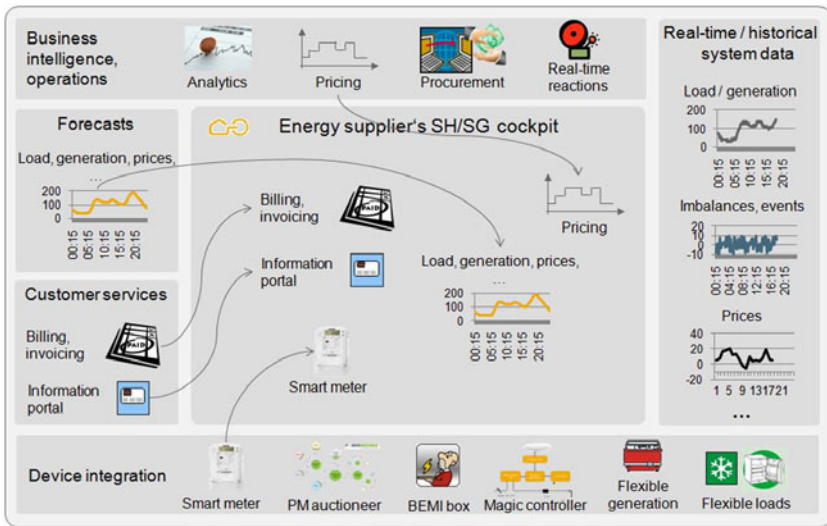 Business
intelligence,
operations
Analytics
Pricing
Procurement
Real-time
reactions
Real-time / historical
system data
Load / generation
200
100
0
00:15
05:15
10:15
15:15
20:15
Imbalances, events
20
10
0
-10
00:15
04:15
08:15
12:15
16:15
20:15
Prices
40
20
0
-20
1 5 9 131721
...
Forecasts
Load, generation, prices,
...
200
100
0
00:15
05:15
10:15
15:15
20:15
Energy supplier's SH/SG cockpit
Billing,
invoicing
PAID
Information
portal
Pricing
Load, generation, prices,
...
200
100
0
00:15
05:15
10:15
15:15
20:15
Smart meter
Customer services
Billing,
invoicing
PAID
Information
portal
Device integration
Smart meter
PM auctioneer
BEMI box
Magic controller
Flexible
generation
Flexible loads